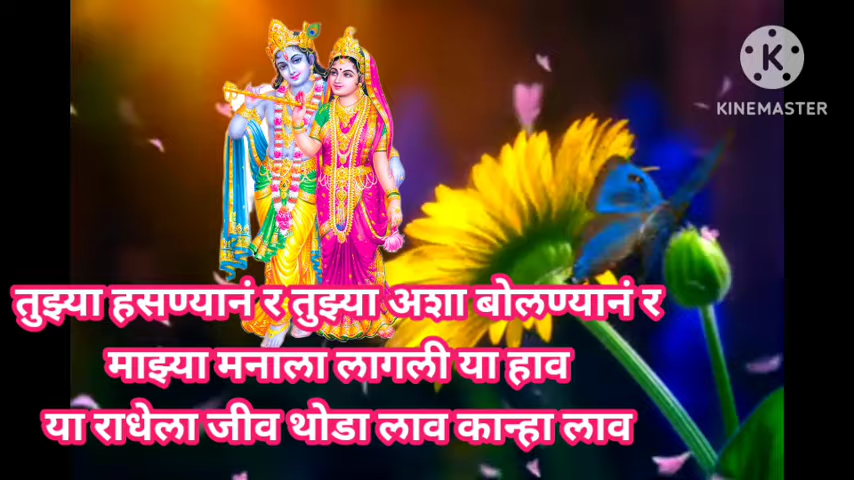 KINEMASTER
तुझ्या हसण्यानं र तुझ्या अशा बोलण्यानं र
माझ्या मनाला लागली या हाव
या राधेला जीव थोडा लाव कान्हा लाव